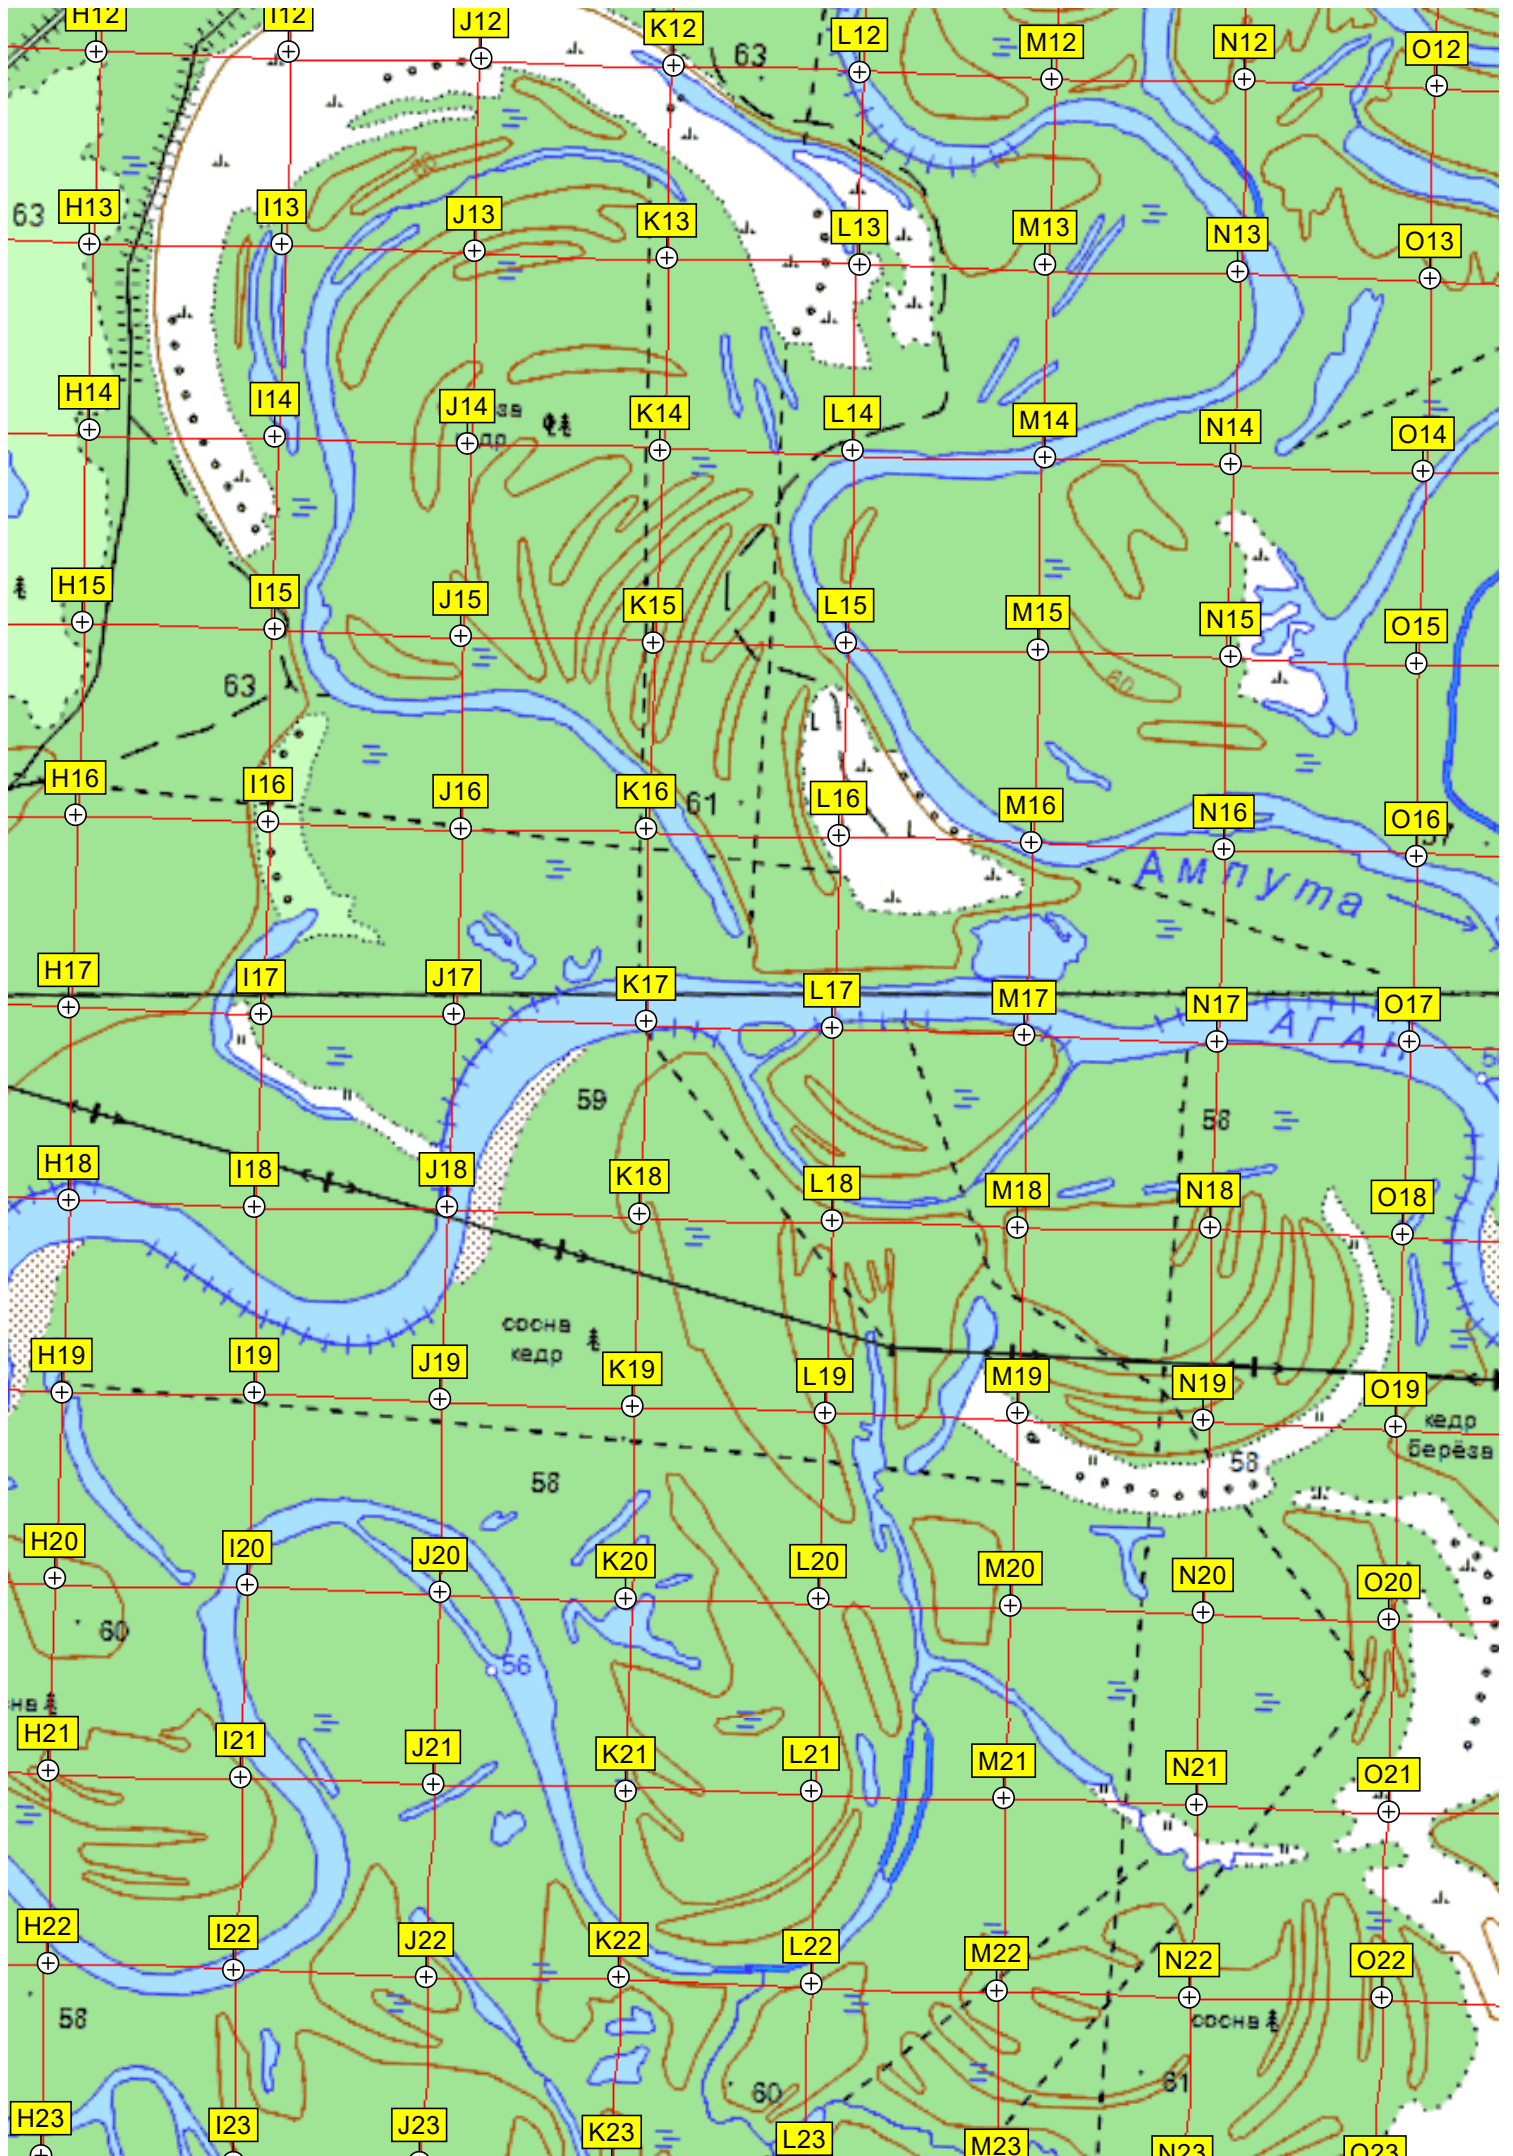 H12 I12 J12 K12 L12 M12 N12 O12
63
80
63
H13 I13 J13 K13 L13 M13 N13 O13
H14 I14 J14 K14 L14 M14 N14 O14
H15 I15 J15 K15 L15 M15 N15 O15
63
60
H16 I16 J16 K16 L16 M16 N16 O16
61
Ампута
H17 I17 J17 K17 L17 M17 N17 O17
АГАН
59
58
H18 I18 J18 K18 L18 M18 N18 O18
сосна
кедр
H19 I19 J19 K19 L19 M19 N19 O19
кедр
берёза
58
58
H20 I20 J20 K20 L20 M20 N20 O20
60
56
H21 I21 J21 K21 L21 M21 N21 O21
H22 I22 J22 K22 L22 M22 N22 O22
58
сосна
60
61
H23 I23 J23 K23 L23 M23 N23 O23